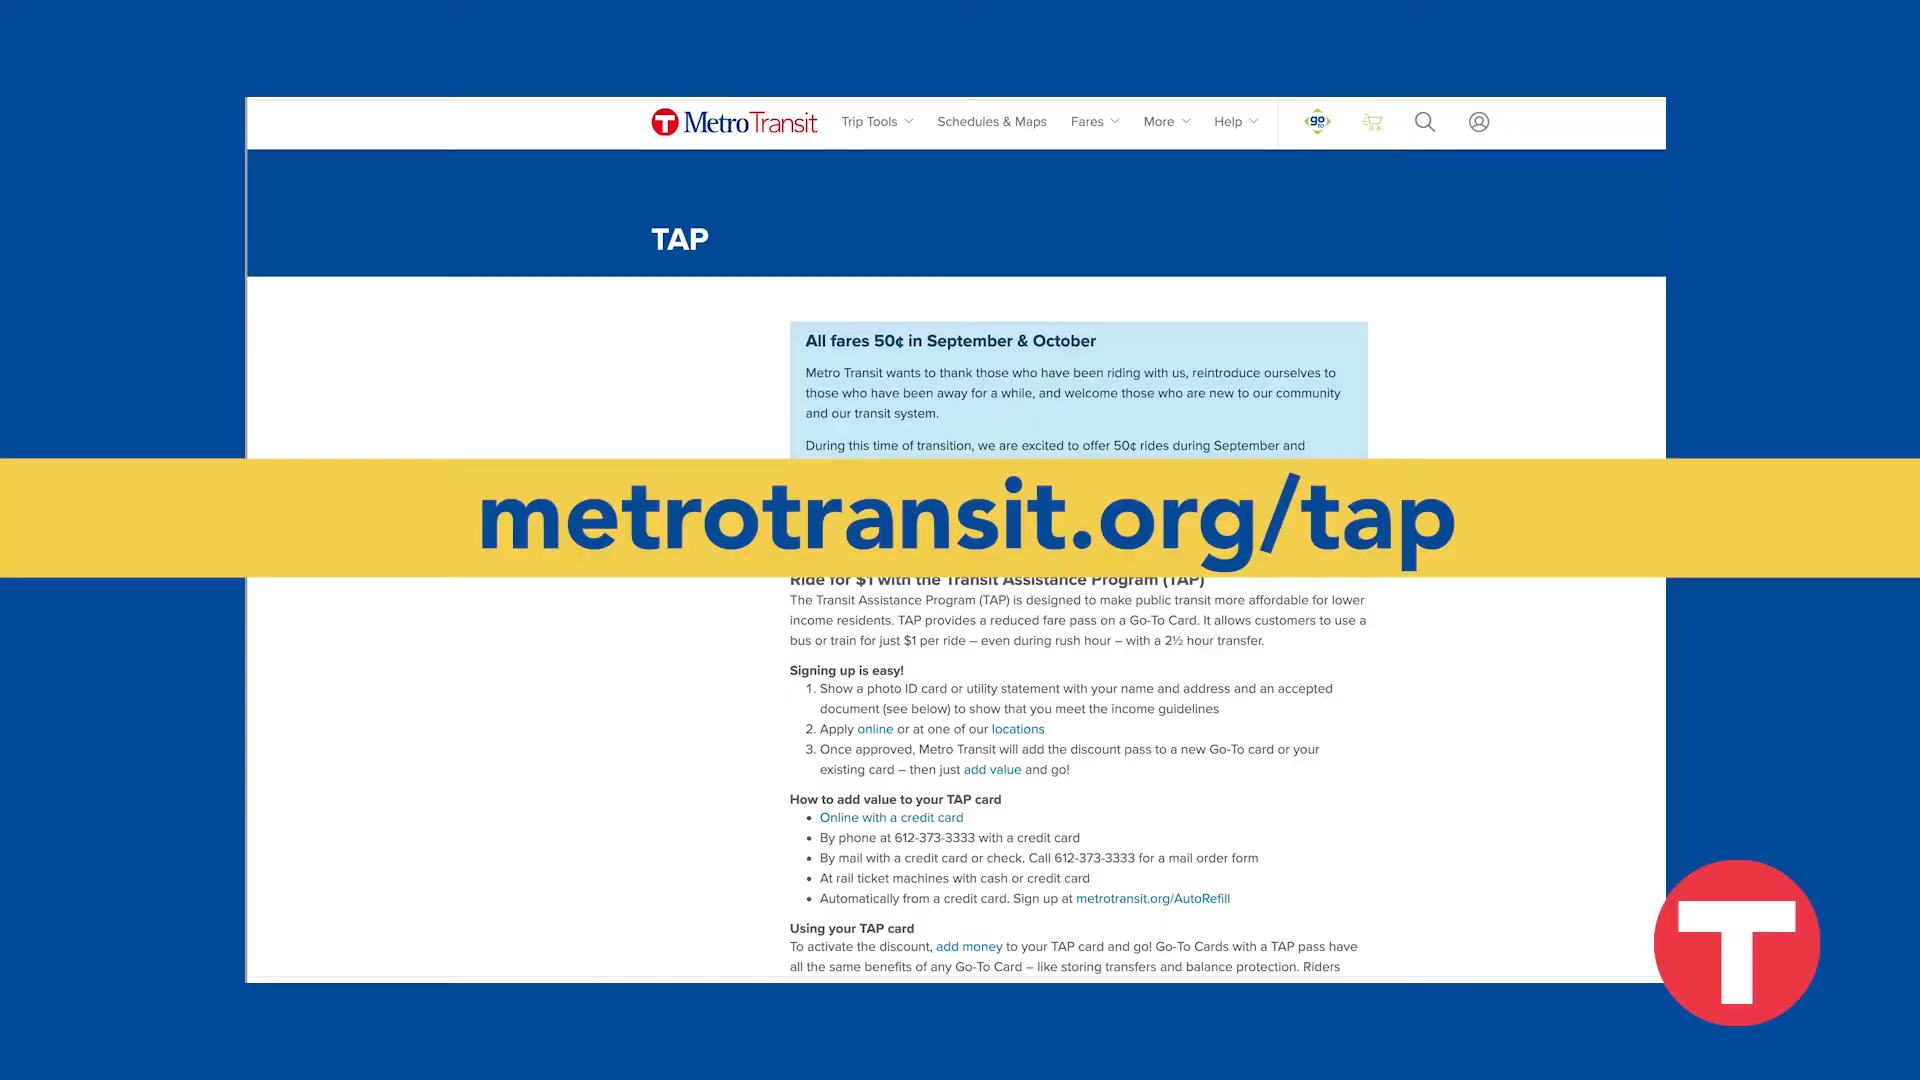 T MetroTransit Trip Tools Schedules & Maps Fares More Help go to
TAP
All fares 50¢ in September & October
Metro Transit wants to thank those who have been riding with us, reintroduce ourselves to
those who have been away for a while, and welcome those who are new to our community
and our transit system.
During this time of transition, we are excited to offer 50¢ rides during September and
metrotransit.org/tap
Ride for $1 with the Transit Assistance Program (TAP)
The Transit Assistance Program (TAP) is designed to make public transit more affordable for lower
income residents. TAP provides a reduced fare pass on a Go-To Card. It allows customers to use a
bus or train for just $1 per ride – even during rush hour – with a 2½ hour transfer.
Signing up is easy!
1. Show a photo ID card or utility statement with your name and address and an accepted
document (see below) to show that you meet the income guidelines
2. Apply online or at one of our locations
3. Once approved, Metro Transit will add the discount pass to a new Go-To card or your
existing card – then just add value and go!
How to add value to your TAP card
• Online with a credit card
• By phone at 612-373-3333 with a credit card
• By mail with a credit card or check. Call 612-373-3333 for a mail order form
• At rail ticket machines with cash or credit card
• Automatically from a credit card. Sign up at metrotransit.org/AutoRefill
Using your TAP card
To activate the discount, add money to your TAP card and go! Go-To Cards with a TAP pass have
all the same benefits of any Go-To Card – like storing transfers and balance protection. Riders
T